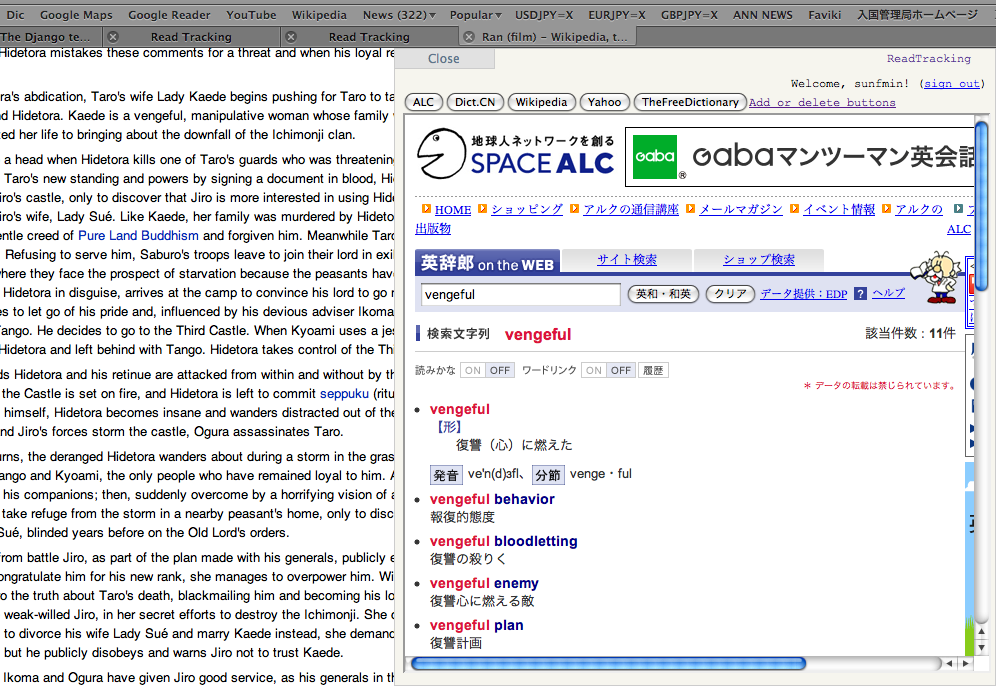 Dic Google Maps Google Reader YouTube Wikipedia News (322)▾ Popular▾ USDJPY=X EURJPY=X GBPJPY=X ANN NEWS Faviki 入国管理局ホームページ
The Django te... Read Tracking Read Tracking Ran (film) – Wikipedia, t...
Hidetora mistakes these comments for a threat and when his loyal re
ra's abdication, Taro's wife Lady Kaede begins pushing for Taro to ta
nd Hidetora. Kaede is a vengeful, manipulative woman whose family
ted her life to bringing about the downfall of the Ichimonji clan.
a head when Hidetora kills one of Taro's guards who was threatening
Taro's new standing and powers by signing a document in blood, Hi
iro's castle, only to discover that Jiro is more interested in using Hide
iro's wife, Lady Sué. Like Kaede, her family was murdered by Hideto
entle creed of Pure Land Buddhism and forgiven him. Meanwhile Taro
Refusing to serve him, Saburo's troops leave to join their lord in exi
where they face the prospect of starvation because the peasants hav
Hidetora in disguise, arrives at the camp to convince his lord to go
es to let go of his pride and, influenced by his devious adviser Ikoma
ango. He decides to go to the Third Castle. When Kyoami uses a jes
Hidetora and left behind with Tango. Hidetora takes control of the Th
ds Hidetora and his retinue are attacked from within and without by th
the Castle is set on fire, and Hidetora is left to commit seppuku (ritu
himself, Hidetora becomes insane and wanders distracted out of the
nd Jiro's forces storm the castle, Ogura assassinates Taro.
urns, the deranged Hidetora wanders about during a storm in the gras
ango and Kyoami, the only people who have remained loyal to him. A
his companions; then, suddenly overcome by a horrifying vision of a
take refuge from the storm in a nearby peasant's home, only to disc
Sué, blinded years before on the Old Lord's orders.
from battle Jiro, as part of the plan made with his generals, publicly e
ongratulate him for his new rank, she manages to overpower him. Wi
o the truth about Taro's death, blackmailing him and becoming his lo
weak-willed Jiro, in her secret efforts to destroy the Ichimonji. She
to divorce his wife Lady Sué and marry Kaede instead, she demand
but he publicly disobeys and warns Jiro not to trust Kaede.
Ikoma and Ogura have given Jiro good service, as his generals in th
Close
ReadTracking
Welcome, sunfmin! (sign out)
ALC Dict.CN Wikipedia Yahoo TheFreeDictionary Add or delete buttons
地球人ネットワークを創る
SPACE ALC
Gaba ® Gabaマンツーマン英会話
HOME ショッピング アルクの通信講座 メールマガジン イベント情報 アルクの
出版物 ALC
英辞郎 on the WEB サイト検索 ショップ検索
vengeful 英和・和英 クリア データ提供：EDP ? ヘルプ
検索文字列 vengeful 該当件数：11件
読みかな ON OFF ワードリンク ON OFF 履歴
＊ データの転載は禁じられています。
vengeful
【形】
復讐（心）に燃えた
発音 ve'n(d)зfl、 分節 venge・ful
vengeful behavior
報復的態度
vengeful bloodletting
復讐の殺りく
vengeful enemy
復讐心に燃える敵
vengeful plan
復讐計画